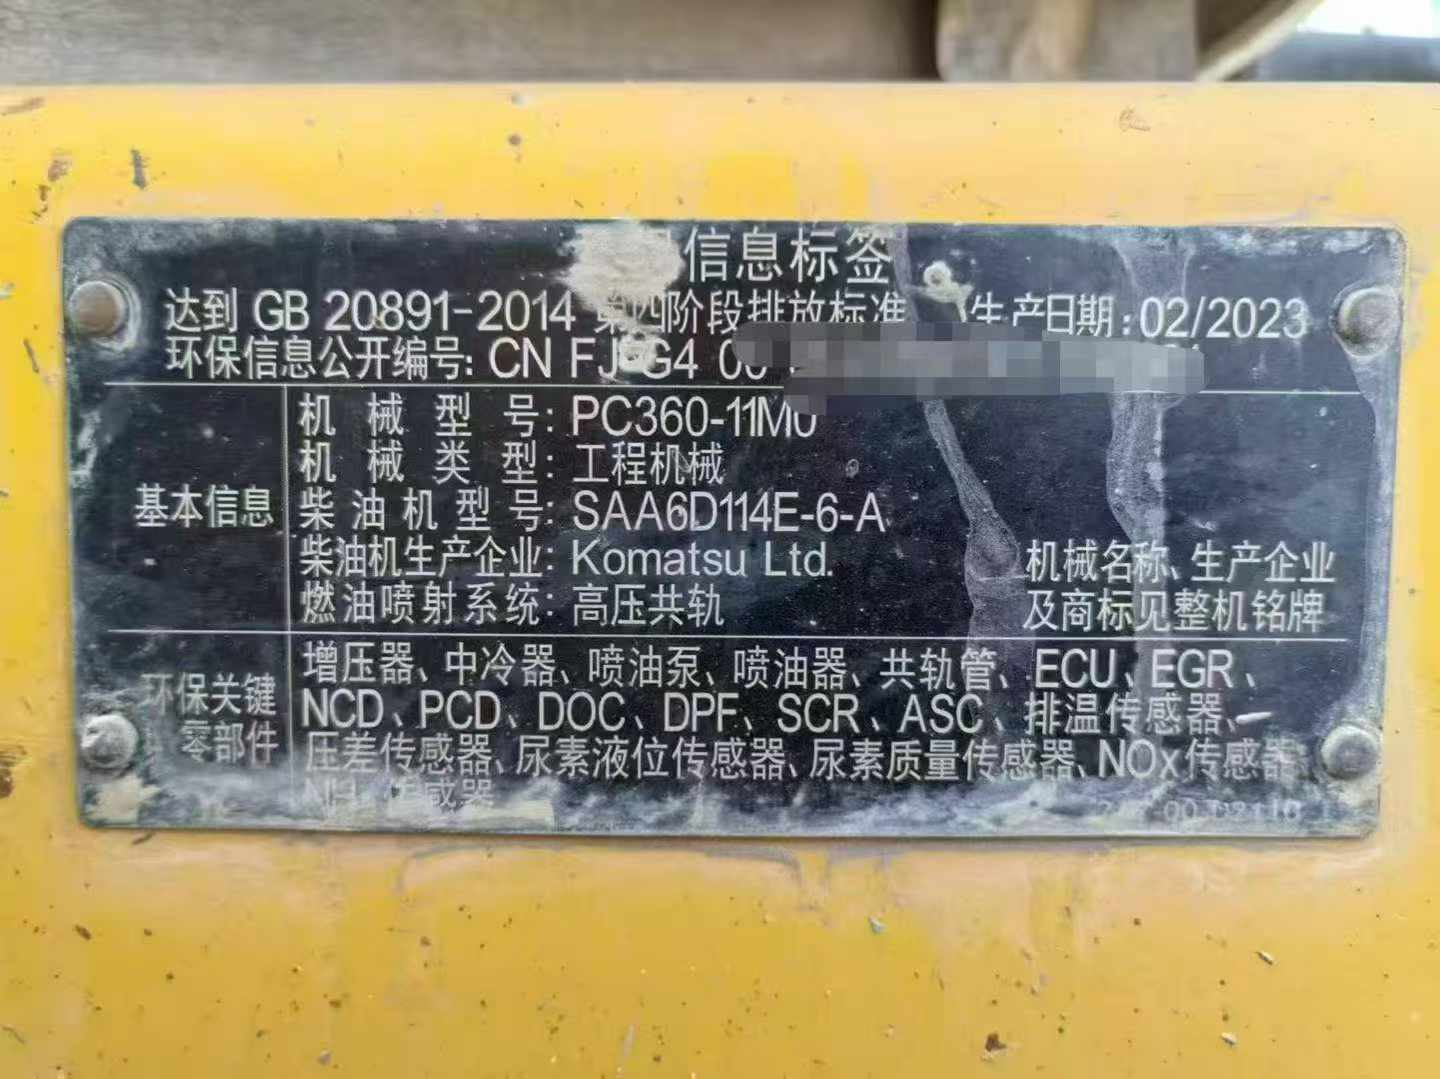 信息标签
达到 GB 20891-2014 第四阶段排放标准 生产日期:02/2023
环保信息公开编号: CN FJ G4
基本信息
机械型号: PC360-11M0
机械类型: 工程机械
柴油机型号: SAA6D114E-6-A
柴油机生产企业: Komatsu Ltd.
燃油喷射系统: 高压共轨
机械名称、生产企业
及商标见整机铭牌
环保关键
零部件
增压器、中冷器、喷油泵、喷油器、共轨管、ECU、EGR、
NCD、PCD、DOC、DPF、SCR、ASC、排温传感器、
压差传感器、尿素液位传感器、尿素质量传感器、NOx传感器
传感器